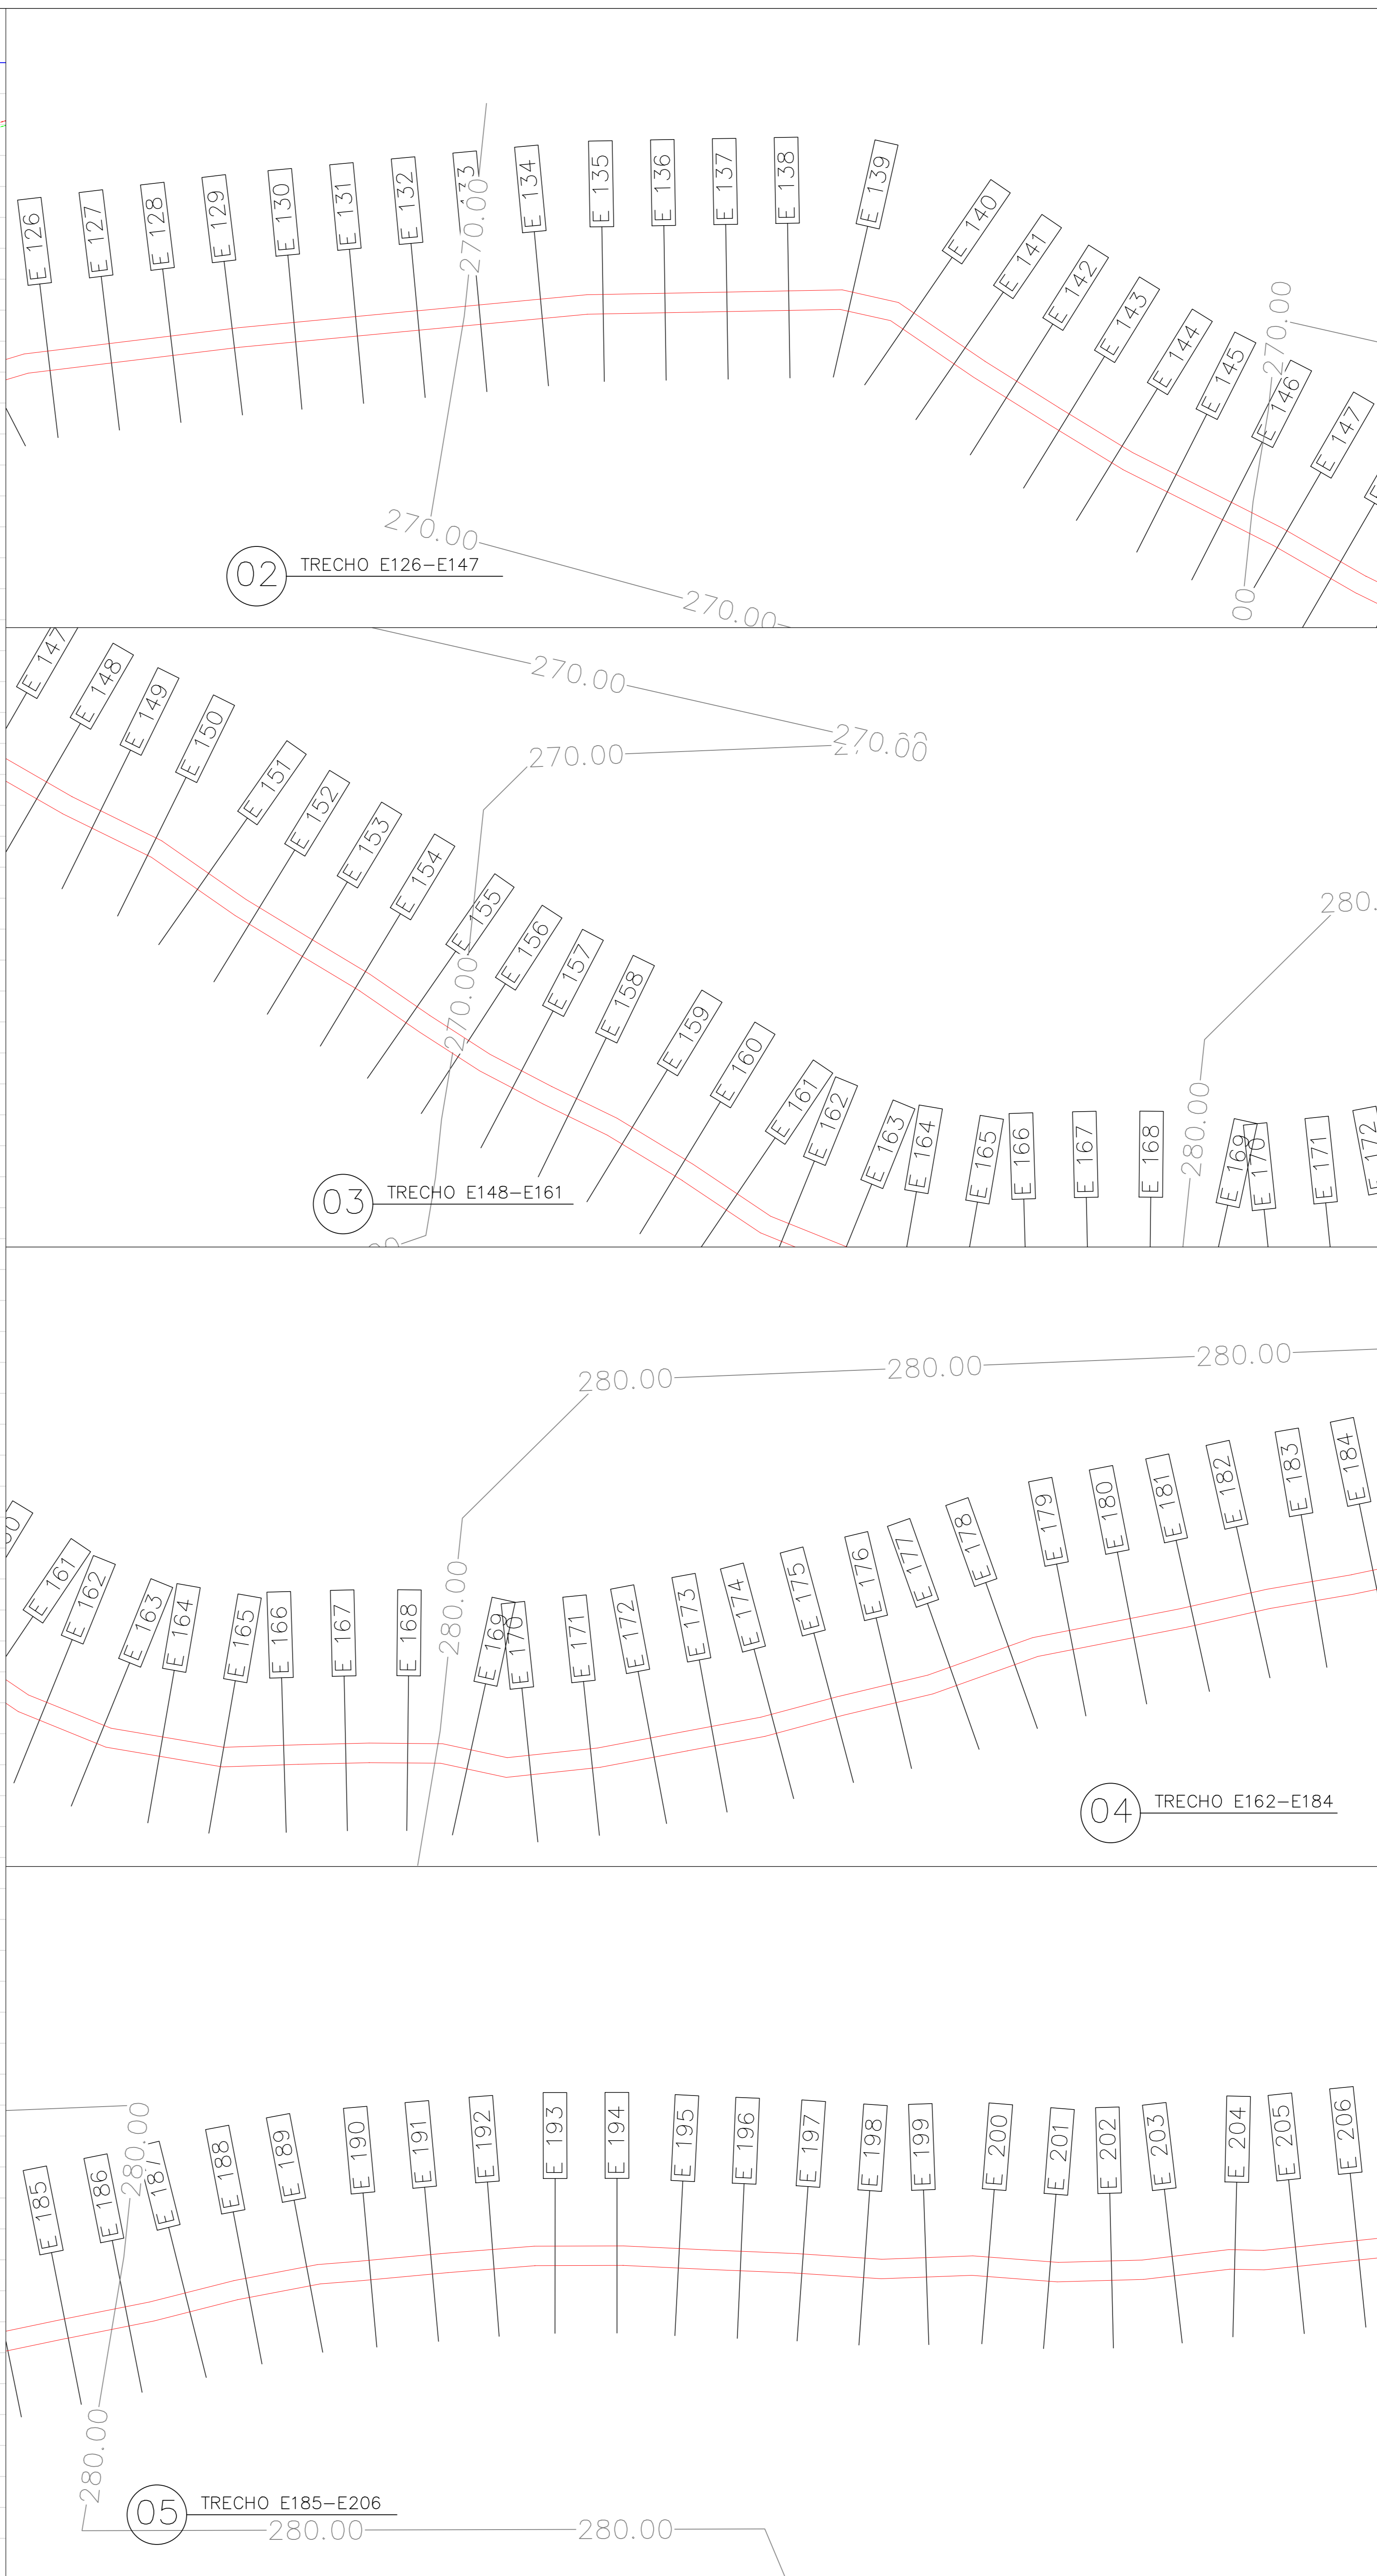 E 126
E 127
E 128
E 129
E 130
E 131
E 132
E 134
E 135
E 136
E 137
E 138
E 139
E 140
E 141
E 142
E 143
E 144
E 145
E 146
E 147
270.00
270.00
270.00
270.00
02
TRECHO E126–E147
E 147
E 148
E 149
E 150
E 151
E 152
E 153
E 154
E 155
E 156
E 157
E 158
E 159
E 160
E 161
E 162
E 163
E 164
E 165
E 166
E 167
E 168
E 169
E 170
E 171
E 172
270.00
270.00
270.00
270.00
280.
280.00
03
TRECHO E148–E161
280.00
280.00
280.00
280.00
E 161
E 162
E 163
E 164
E 165
E 166
E 167
E 168
E 169
E 170
E 171
E 172
E 173
E 174
E 175
E 176
E 177
E 178
E 179
E 180
E 181
E 182
E 183
E 184
04
TRECHO E162–E184
E 185
E 186
E 187
E 188
E 189
E 190
E 191
E 192
E 193
E 194
E 195
E 196
E 197
E 198
E 199
E 200
E 201
E 202
E 203
E 204
E 205
E 206
280.00
280.00
05
TRECHO E185–E206
280.00
280.00